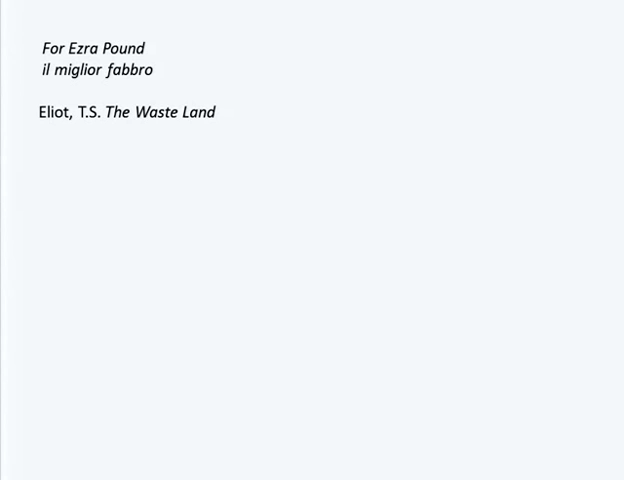 For Ezra Pound
il miglior fabbro
Eliot, T.S. The Waste Land